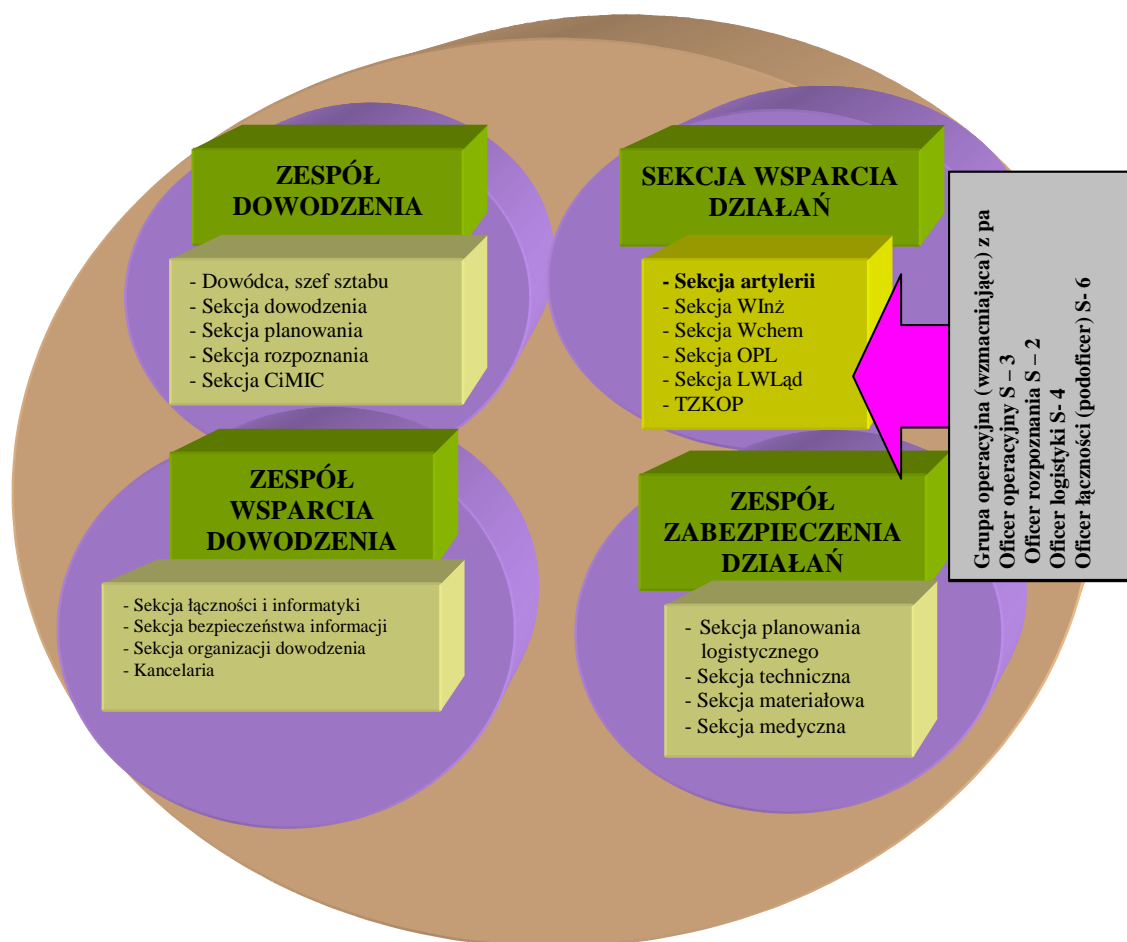 ZESPÓŁ
DOWODZENIA
- Dowódca, szef sztabu
- Sekcja dowodzenia
- Sekcja planowania
- Sekcja rozpoznania
- Sekcja CiMIC
SEKCJA WSPARCIA
DZIAŁAŃ
- Sekcja artylerii
- Sekcja WInż
- Sekcja Wchem
- Sekcja OPL
- Sekcja LWLąd
- TZKOP
Grupa operacyjna (wzmacniająca) z pa
Oficer operacyjny S – 3
Oficer rozpoznania S – 2
Oficer logistyki S- 4
Oficer łączności (podoficer) S- 6
ZESPÓŁ
WSPARCIA
DOWODZENIA
- Sekcja łączności i informatyki
- Sekcja bezpieczeństwa informacji
- Sekcja organizacji dowodzenia
- Kancelaria
ZESPÓŁ
ZABEZPIECZENIA
DZIAŁAŃ
- Sekcja planowania
logistycznego
- Sekcja techniczna
- Sekcja materiałowa
- Sekcja medyczna